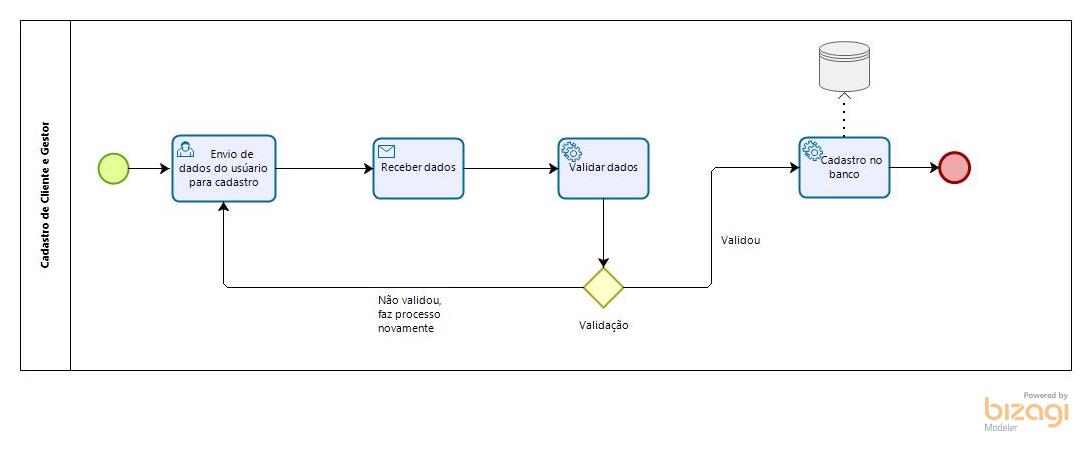 Cadastro de Cliente e Gestor
Envio de
dados do usúario
para cadastro
Receber dados
Validar dados
Cadastro no
banco
Validou
Não validou,
faz processo
novamente
Validação
Powered by
bizagi
Modeler